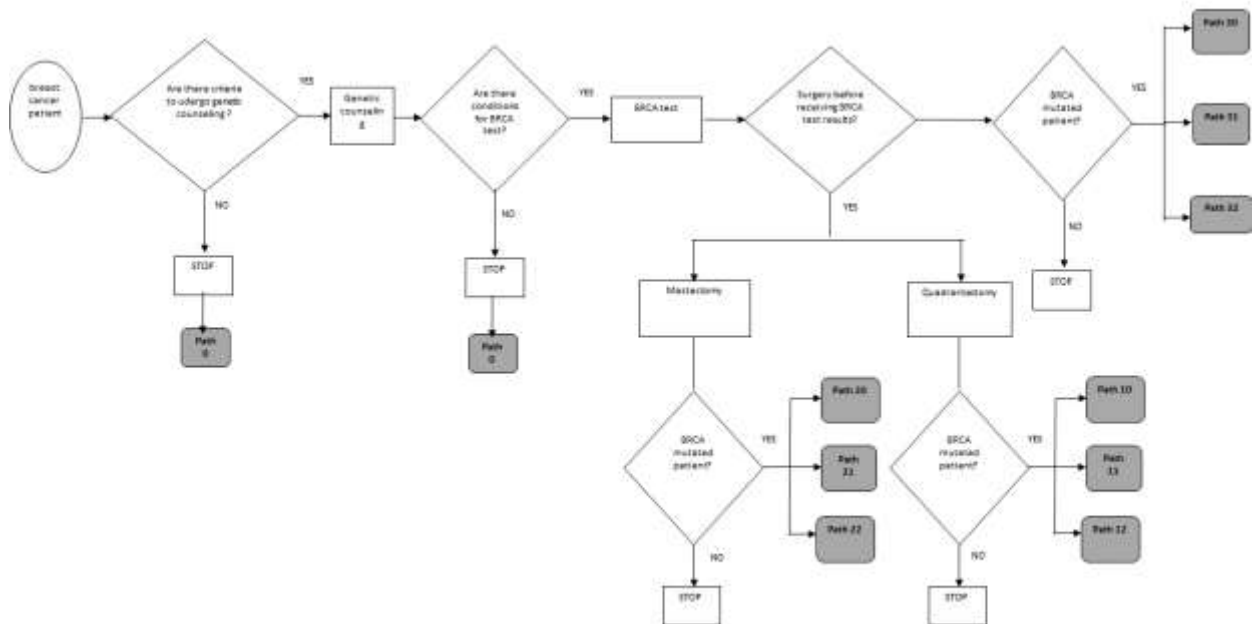 breast
cancer
patient
Are there criteria
to udergo genetic
counseling ?
YES
NO
STOP
Path
0
Genetic
counselin
g
Are there
conditions
for BRCA
test?
YES
NO
STOP
Path
0
BRCA test
Surgery before
receiving BRCA
test results?
YES
Mastectomy
BRCA
mutated
patient?
YES
Path 20
Path
Path 22
NO
STOP
Quadrantectomy
BRCA
mutated
patient?
YES
Path 10
Path
11
Path 12
NO
STOP
BRCA
mutated
patient?
YES
Path 30
Path 31
Path 32
NO
STOP